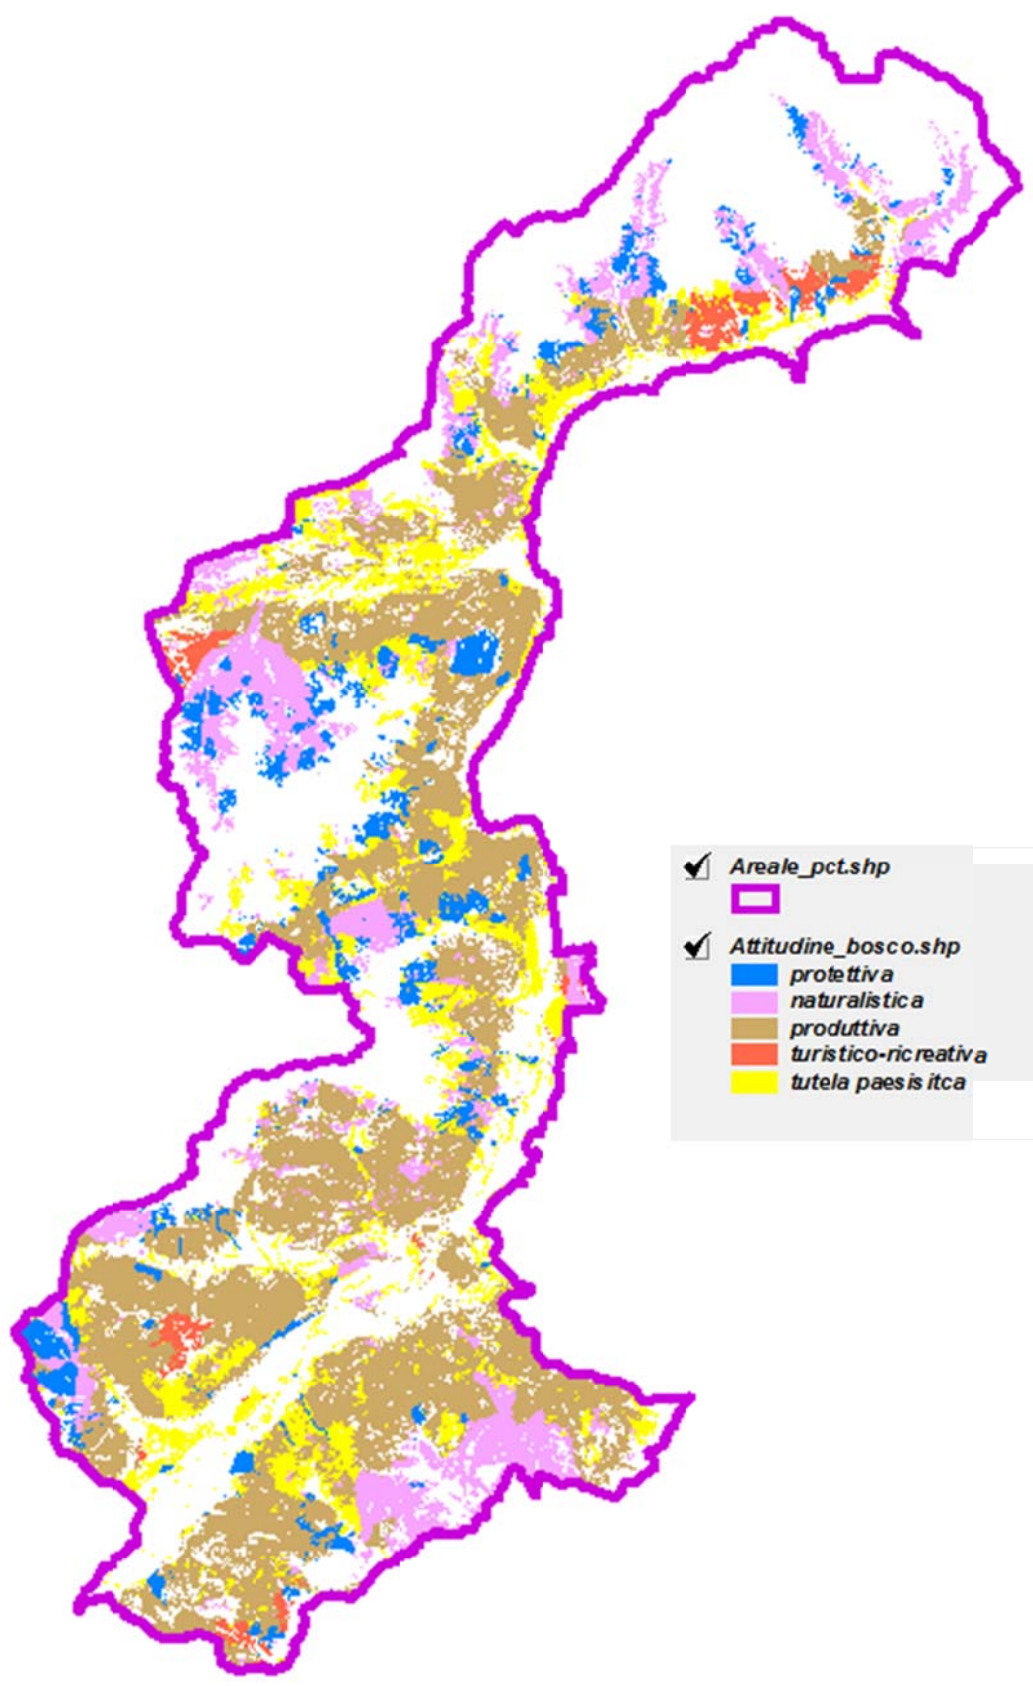 Areale_pct.shp
Attitudine_bosco.shp
protettiva
naturalistica
produttiva
turistico-ricreativa
tutela paesisitca